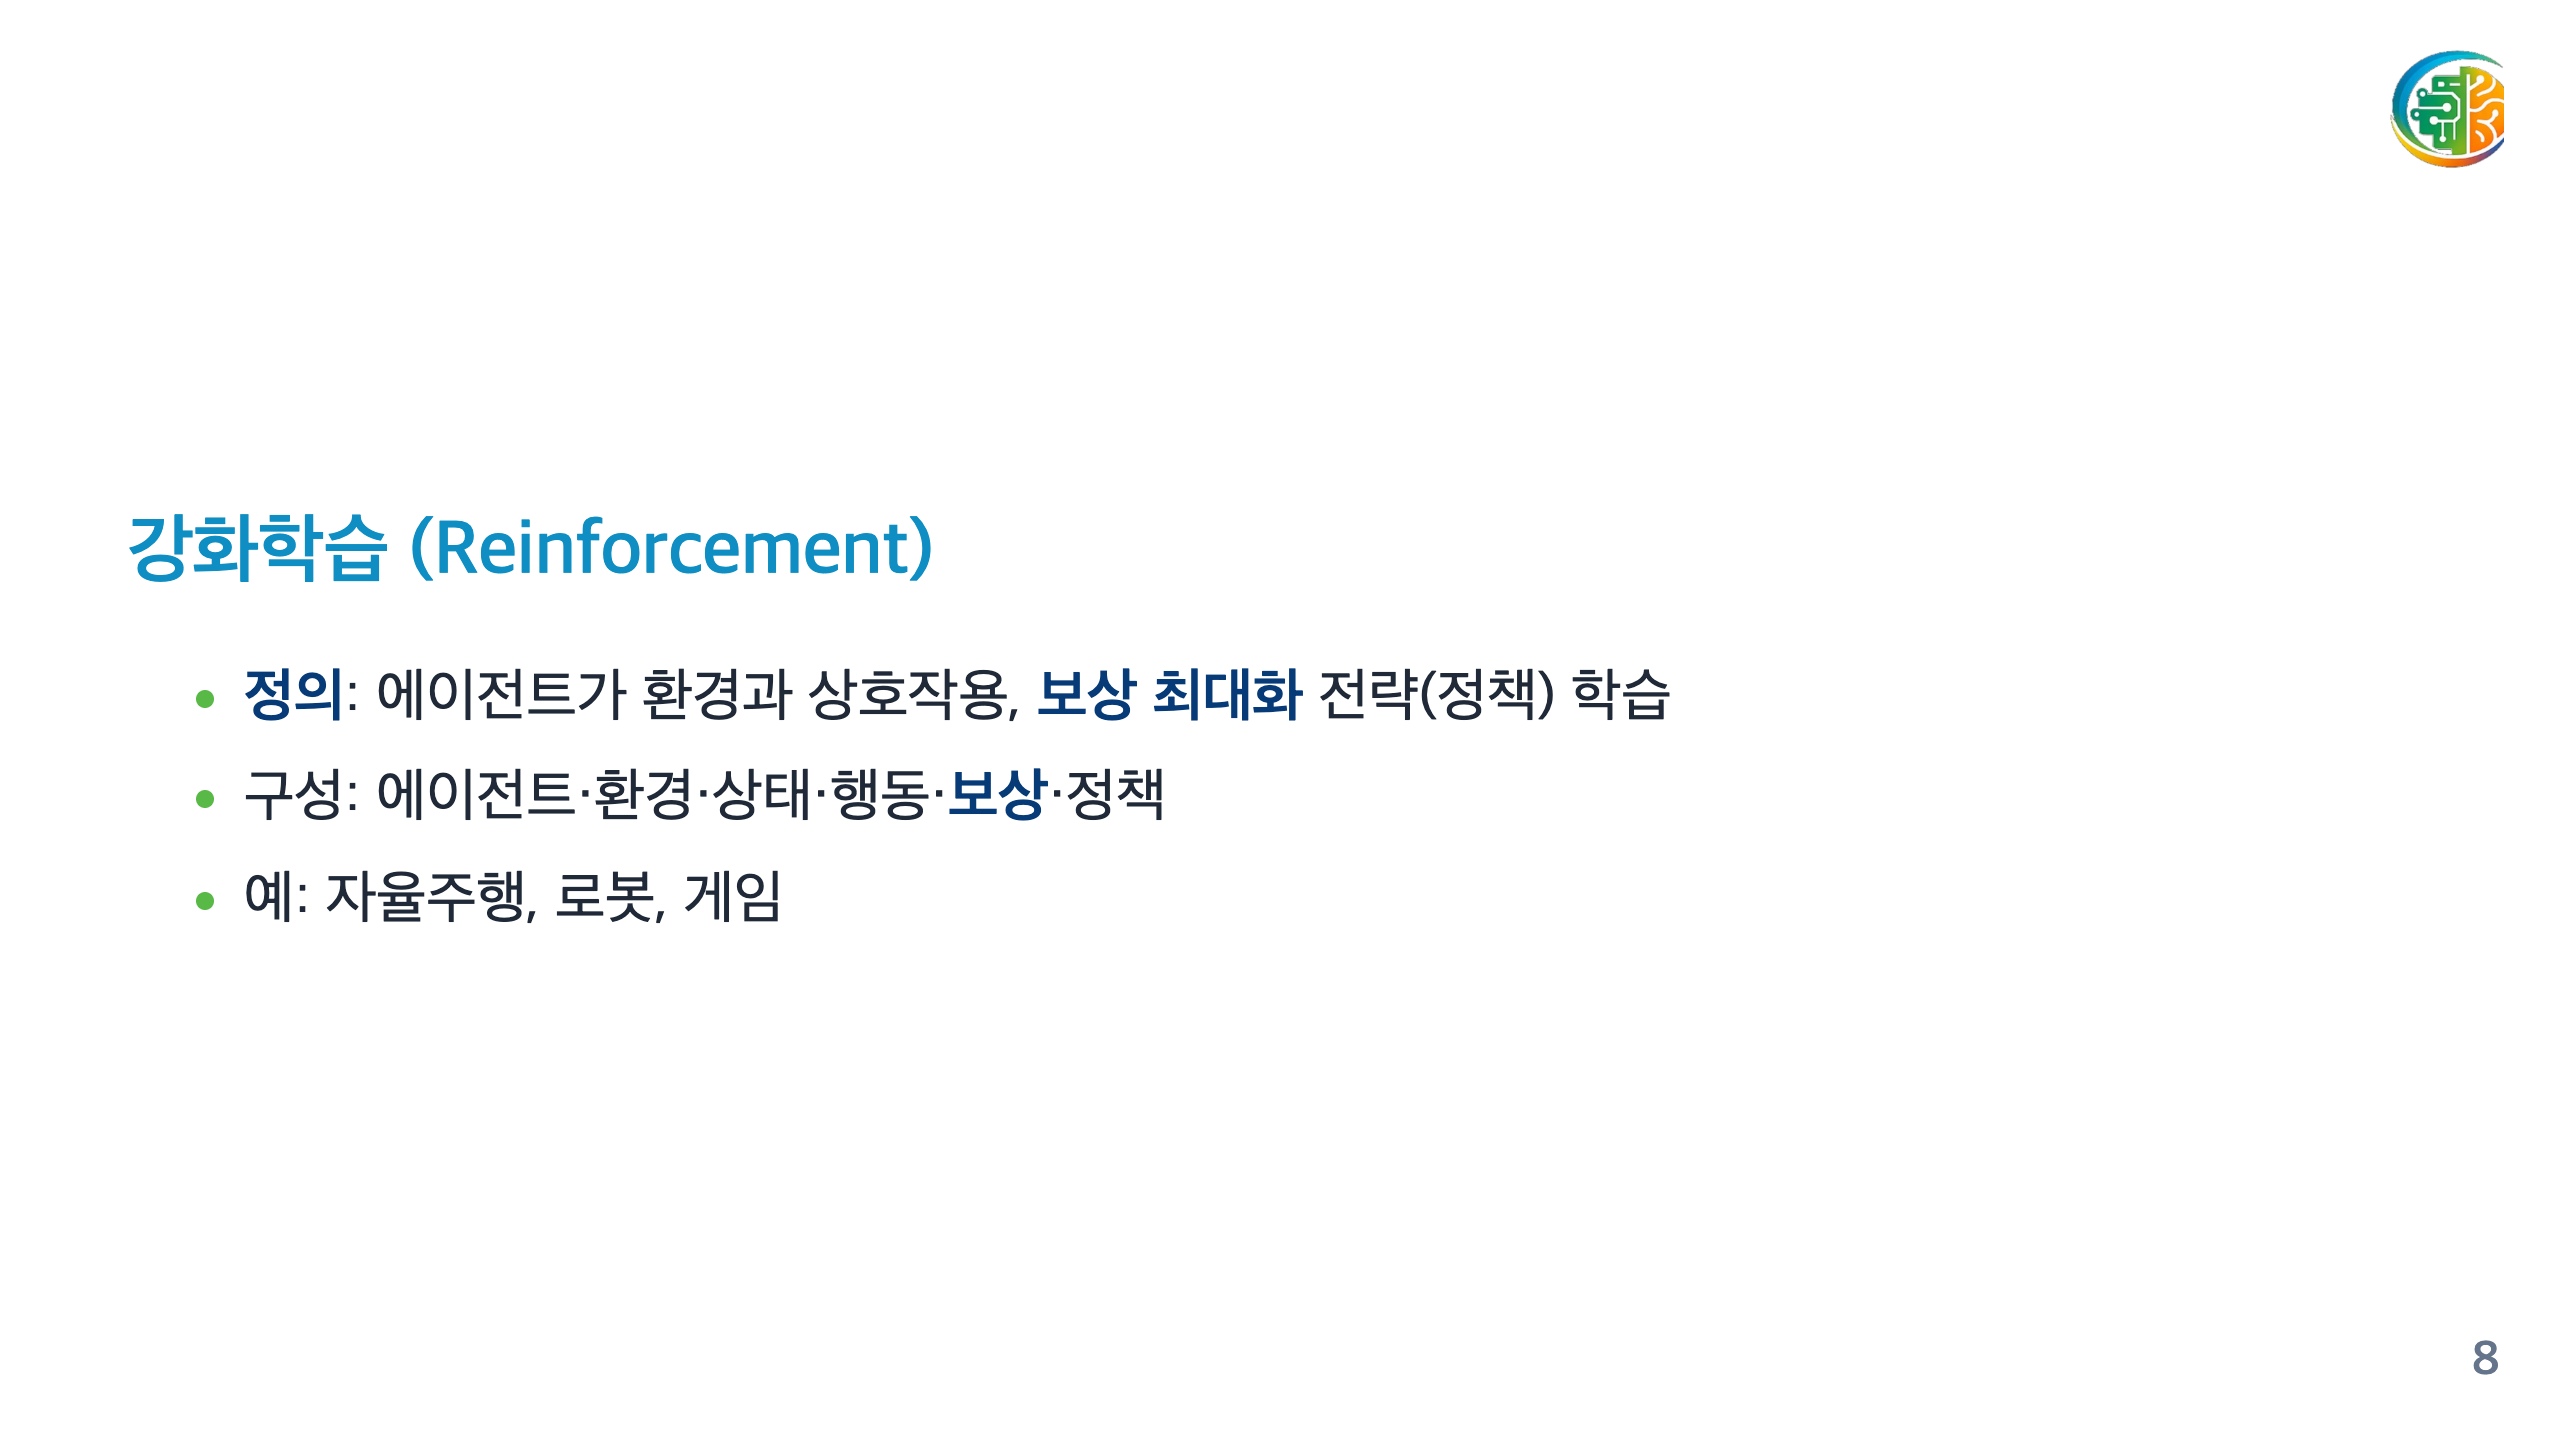 강화학습 (Reinforcement)
정의: 에이전트가 환경과 상호작용, 보상 최대화 전략(정책) 학습
구성: 에이전트·환경·상태·행동·보상·정책
예: 자율주행, 로봇, 게임
8